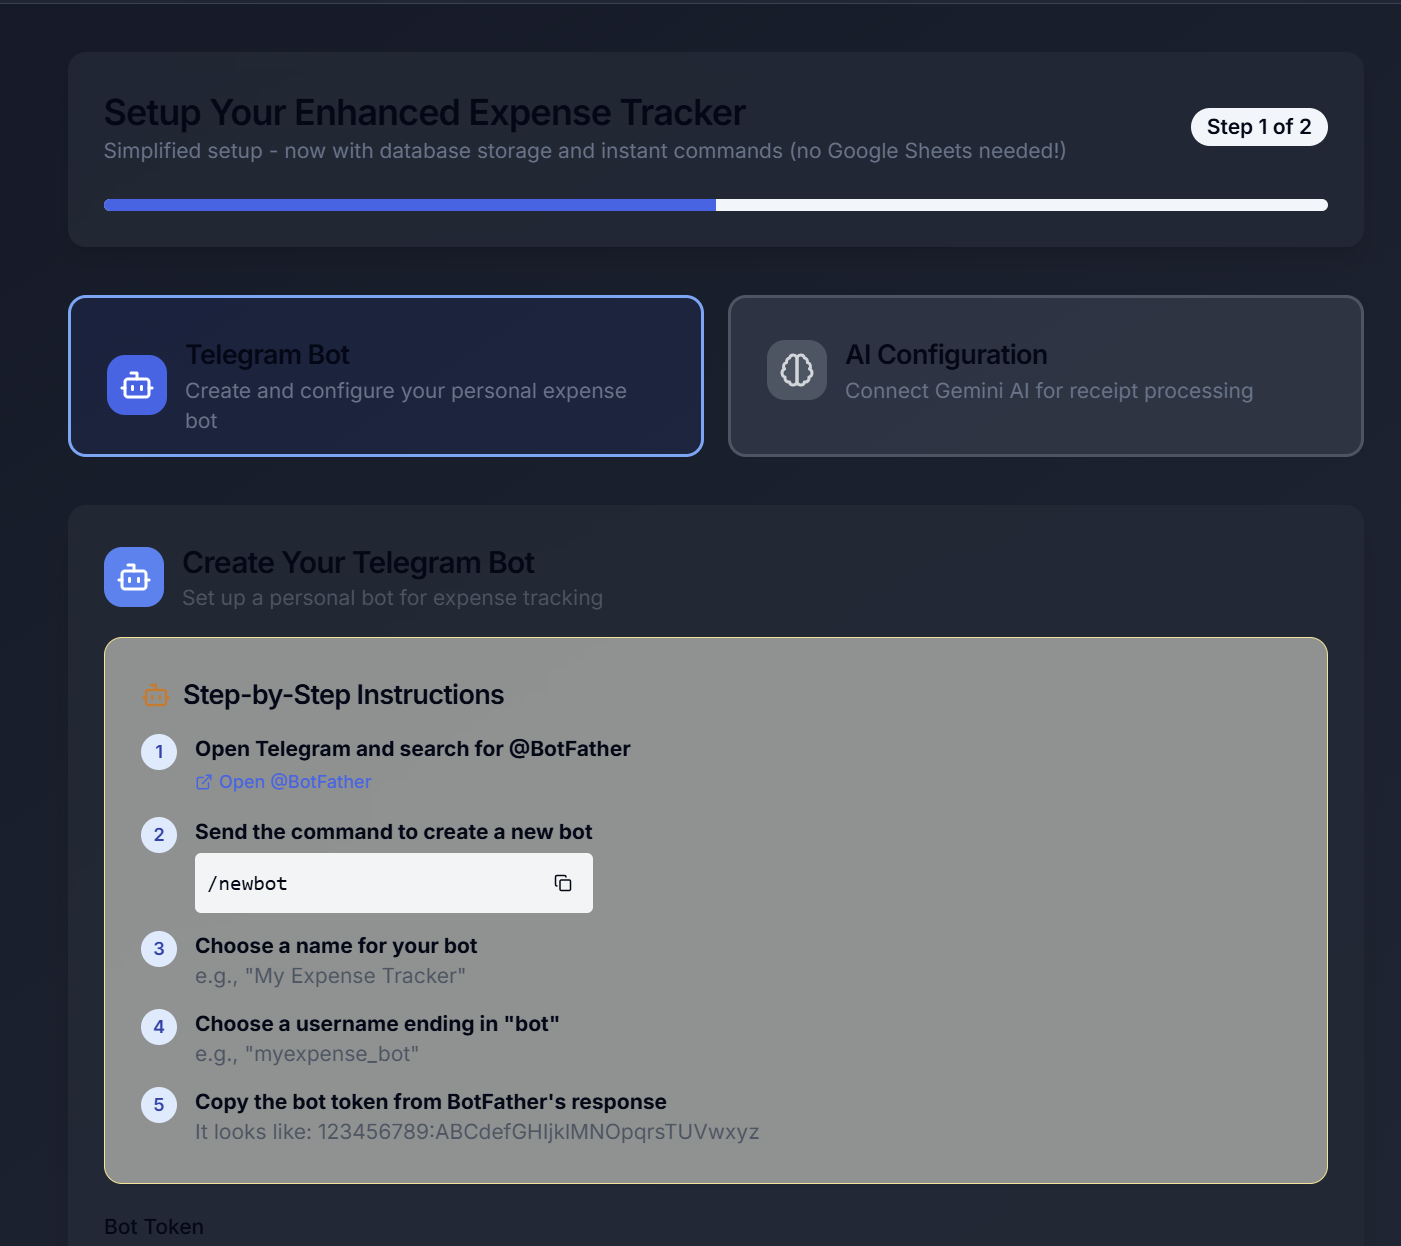 Setup Your Enhanced Expense Tracker
Step 1 of 2
Simplified setup - now with database storage and instant commands (no Google Sheets needed!)
Telegram Bot
Create and configure your personal expense
bot
AI Configuration
Connect Gemini AI for receipt processing
Create Your Telegram Bot
Set up a personal bot for expense tracking
Step-by-Step Instructions
1 Open Telegram and search for @BotFather
Open @BotFather
2 Send the command to create a new bot
/newbot
3 Choose a name for your bot
e.g., "My Expense Tracker"
4 Choose a username ending in "bot"
e.g., "myexpense_bot"
5 Copy the bot token from BotFather's response
It looks like: 123456789:ABCdefGHIjklMNOpqrsTUVwxyz
Bot Token